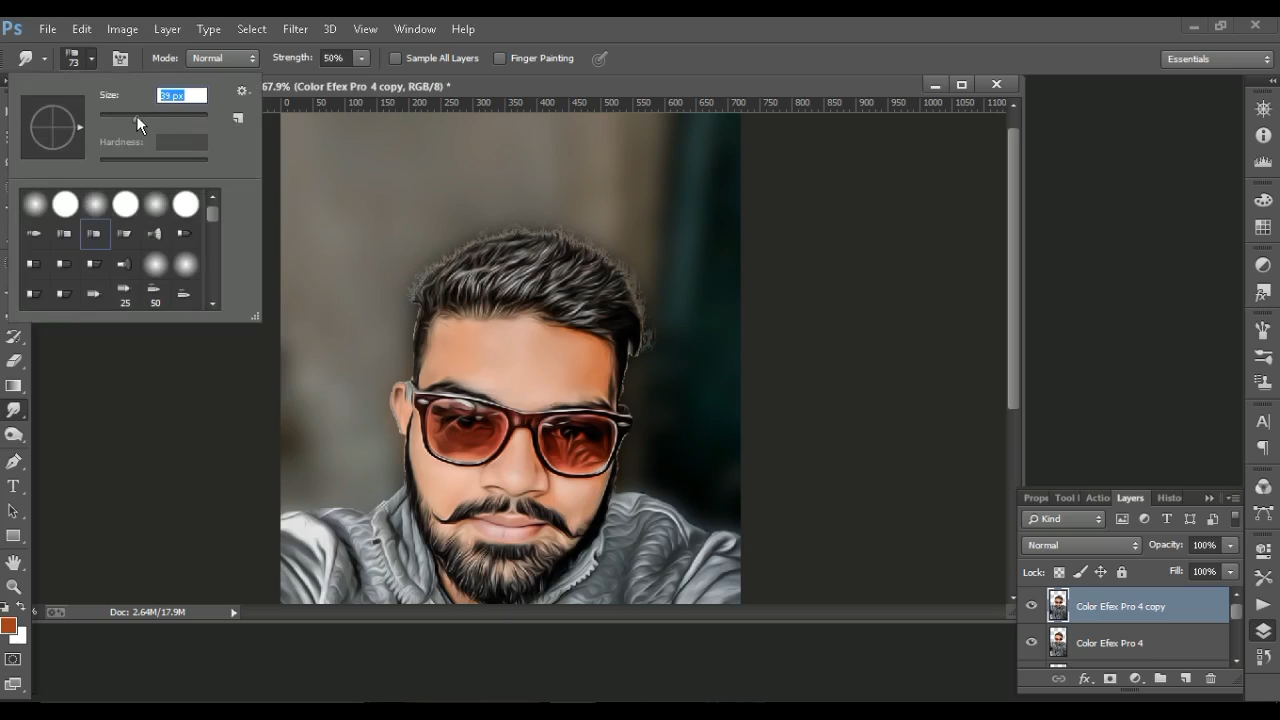 Ps File Edit Image Layer Type Select Filter 3D View Window Help
73 Mode: Normal Strength: 50% Sample All Layers Finger Painting Essentials
67.9% (Color Efex Pro 4 copy, RGB/8) *
Size: 39 px
0 50 100 150 200 250 300 350 400 450 500 550 600 650 700 750 800 850 900 950 1000 1050 1100
Hardness:
25 50
Props Tool Actio Layers Histo
Kind
Normal Opacity: 100%
Lock: Fill: 100%
Color Efex Pro 4 copy
Color Efex Pro 4
% Doc: 2.64M/17.9M